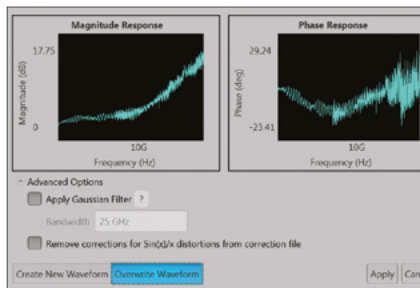 Magnitude Response
17.75
Magnitude (dB)
0
10G
Frequency (Hz)
Phase Response
29.24
Phase (deg)
-23.41
10G
Frequency (Hz)
Advanced Options
Apply Gaussian Filter ?
Bandwidth 25 GHz
Remove corrections for Sin(x)/x distortions from correction file
Create New Waveform Overwrite Waveform Apply Can